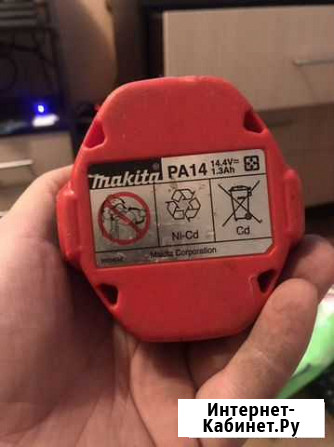 makita PA14 14.4V⎓ 1.3Ah
Ni-Cd Cd
Makita Corporation
Интернет-
Кабинет.Ру